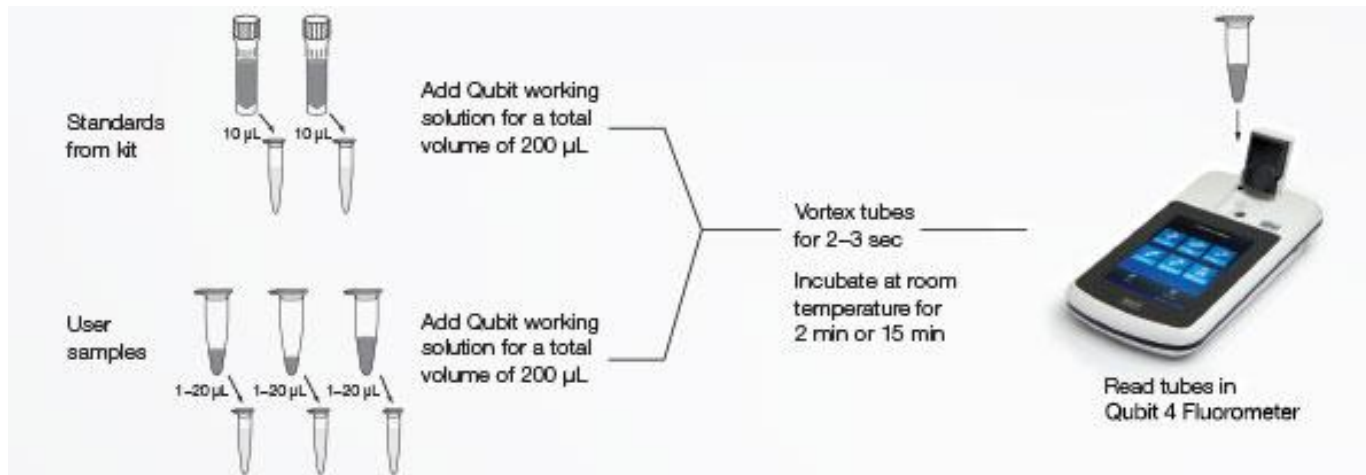 Standards
from kit
10 µL
10 µL
Add Qubit working
solution for a total
volume of 200 µL
User
samples
1–20 µL
1–20 µL
1–20 µL
Add Qubit working
solution for a total
volume of 200 µL
Vortex tubes
for 2–3 sec
Incubate at room
temperature for
2 min or 15 min
Read tubes in
Qubit 4 Fluorometer